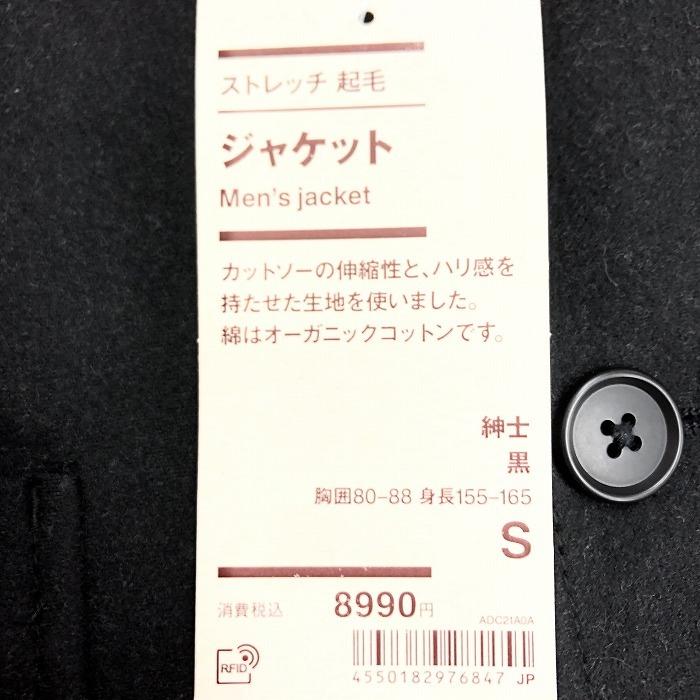 ストレッチ 起毛
ジャケット
Men's jacket
カットソーの伸縮性と、ハリ感を
持たせた生地を使いました。
綿はオーガニックコットンです。
紳士
黒
胸囲80-88 身長155-165
S
消費税込 8990円
ADC21A0A
RFID
4550182976847 JP